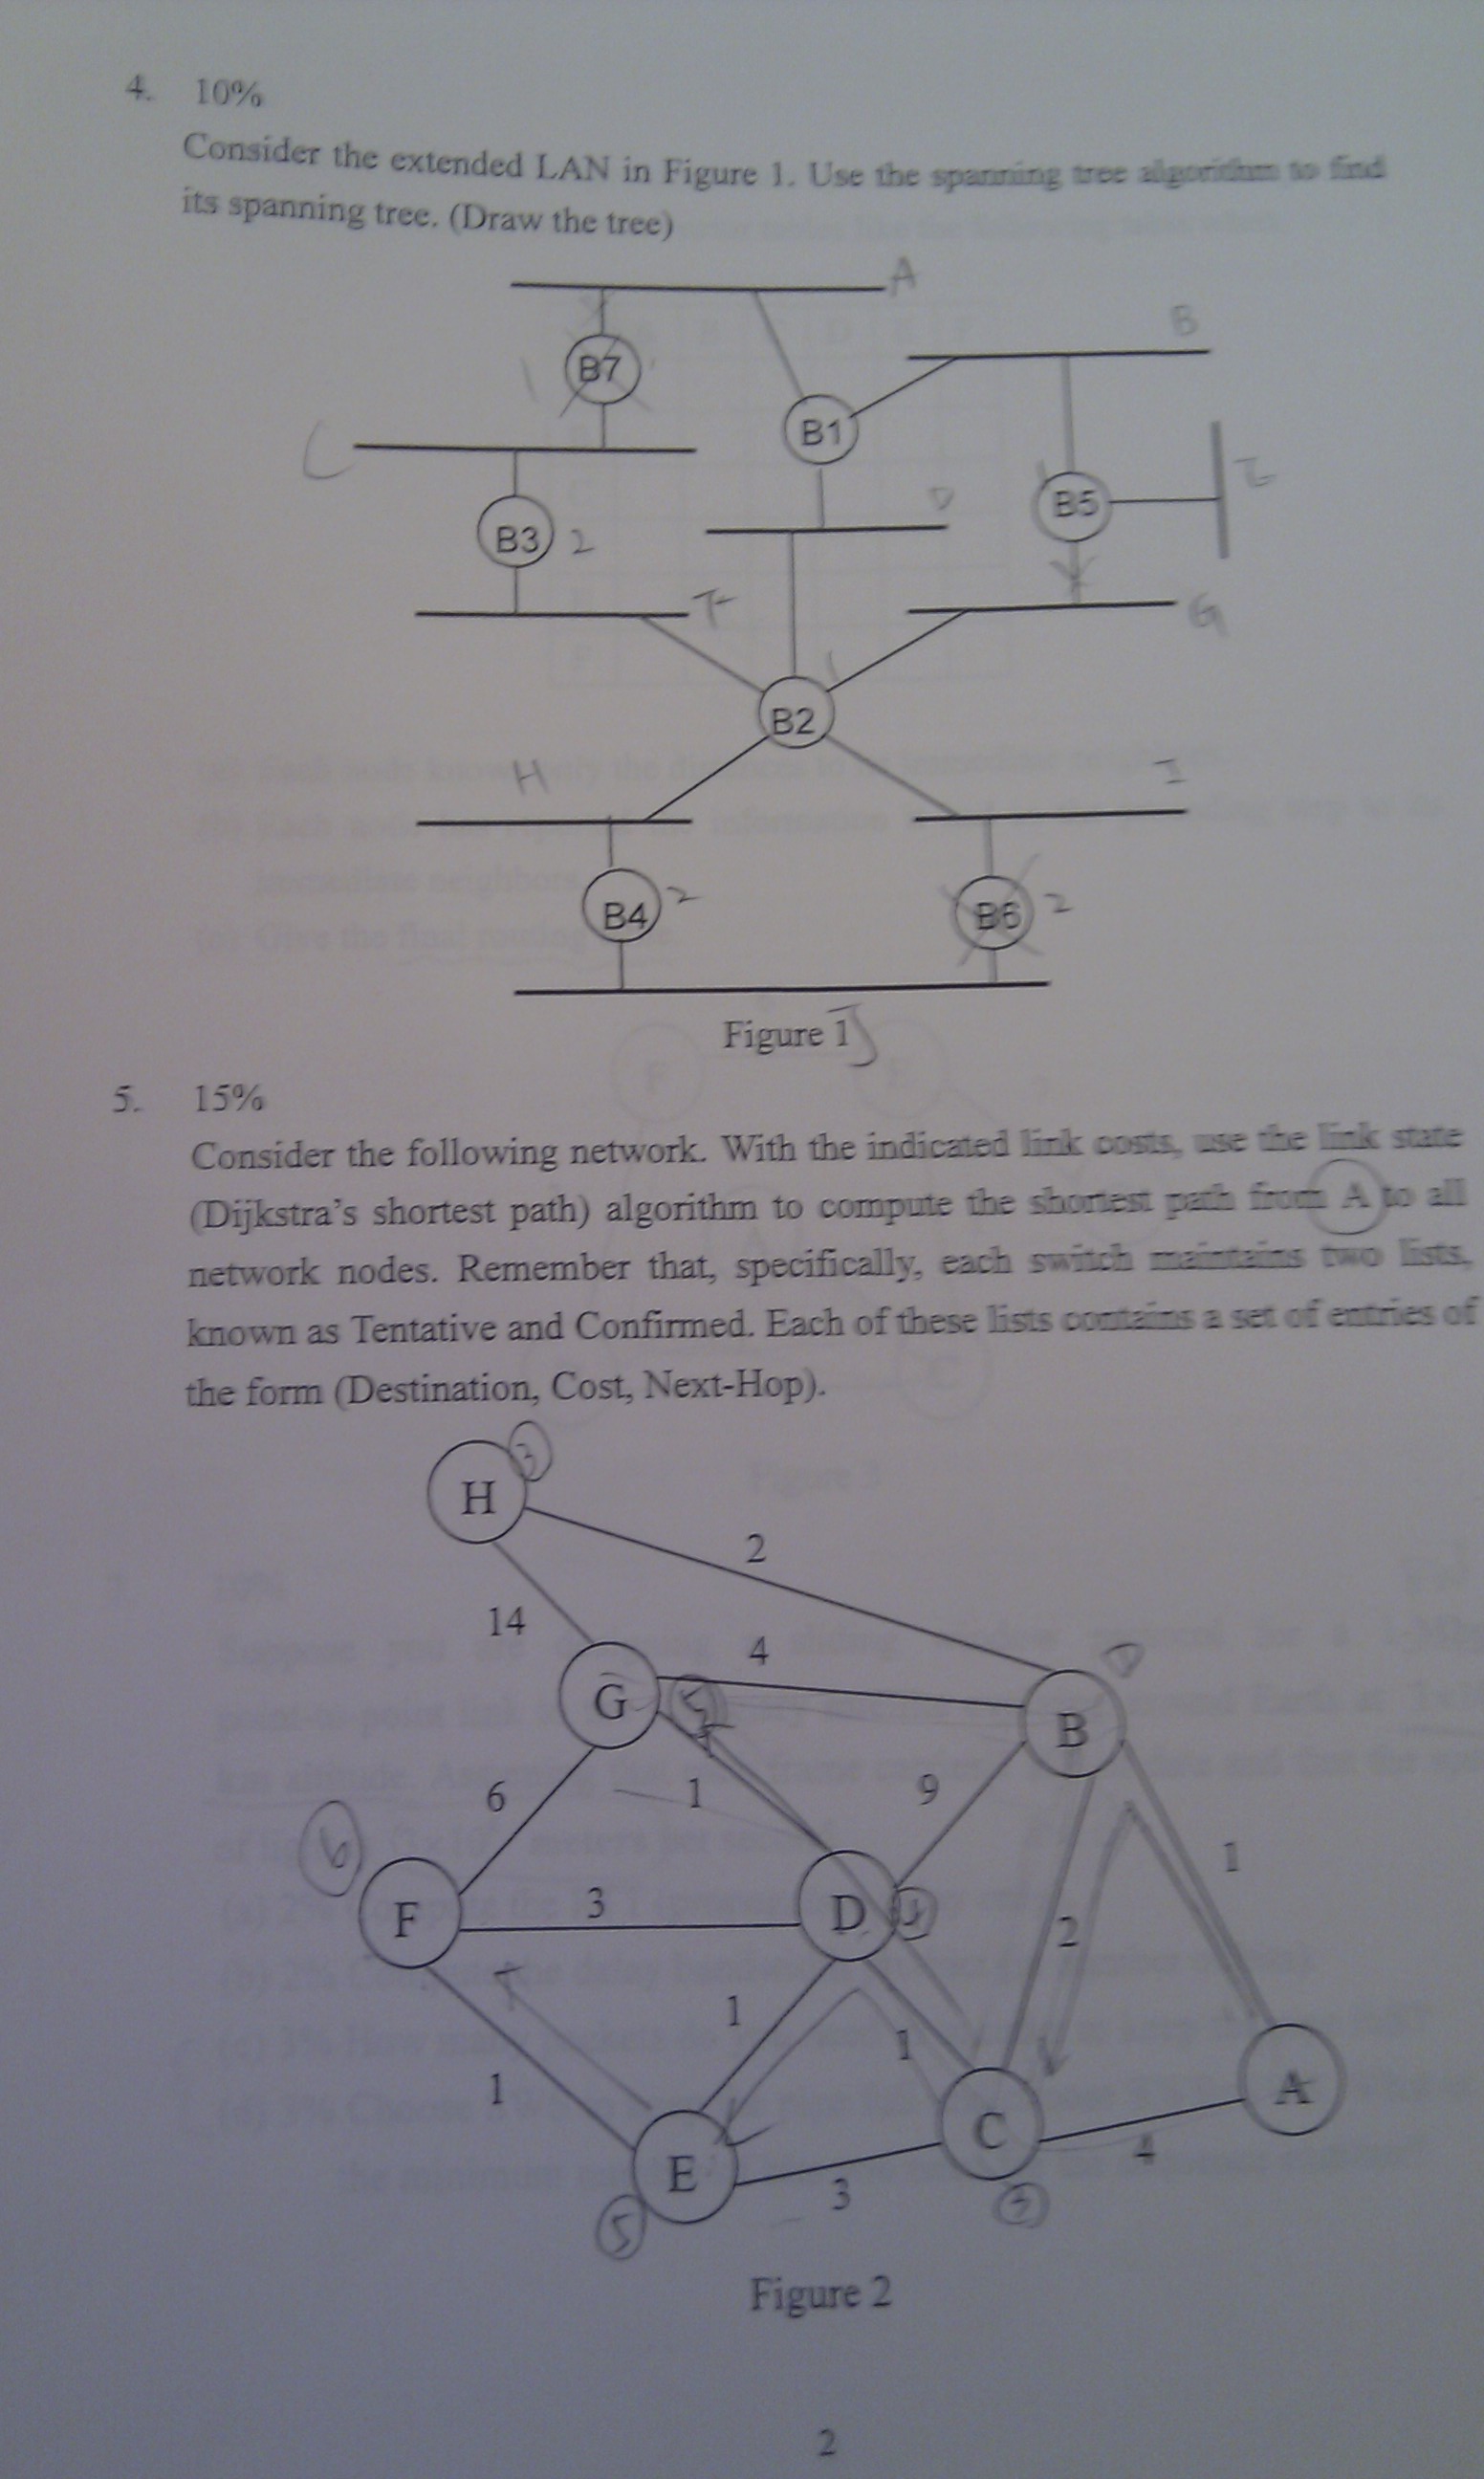 4. 10%
Consider the extended LAN in Figure 1. Use the spanning tree algorithm to find
its spanning tree. (Draw the tree)
A
B
B7
B1
C
D
B5
B3 2
F
G
B2
H
I
B4 2
B6 2
J
Figure 1
5. 15%
Consider the following network. With the indicated link costs, use the link state
(Dijkstra's shortest path) algorithm to compute the shortest path from A to all
network nodes. Remember that, specifically, each switch maintains two lists,
known as Tentative and Confirmed. Each of these lists contains a set of entries of
the form (Destination, Cost, Next-Hop).
H 3
2
14
4
G 5
B
6
1
9
6
1
F
3
D
2
1
1
1
A
C
E
4
3
5
Figure 2
2